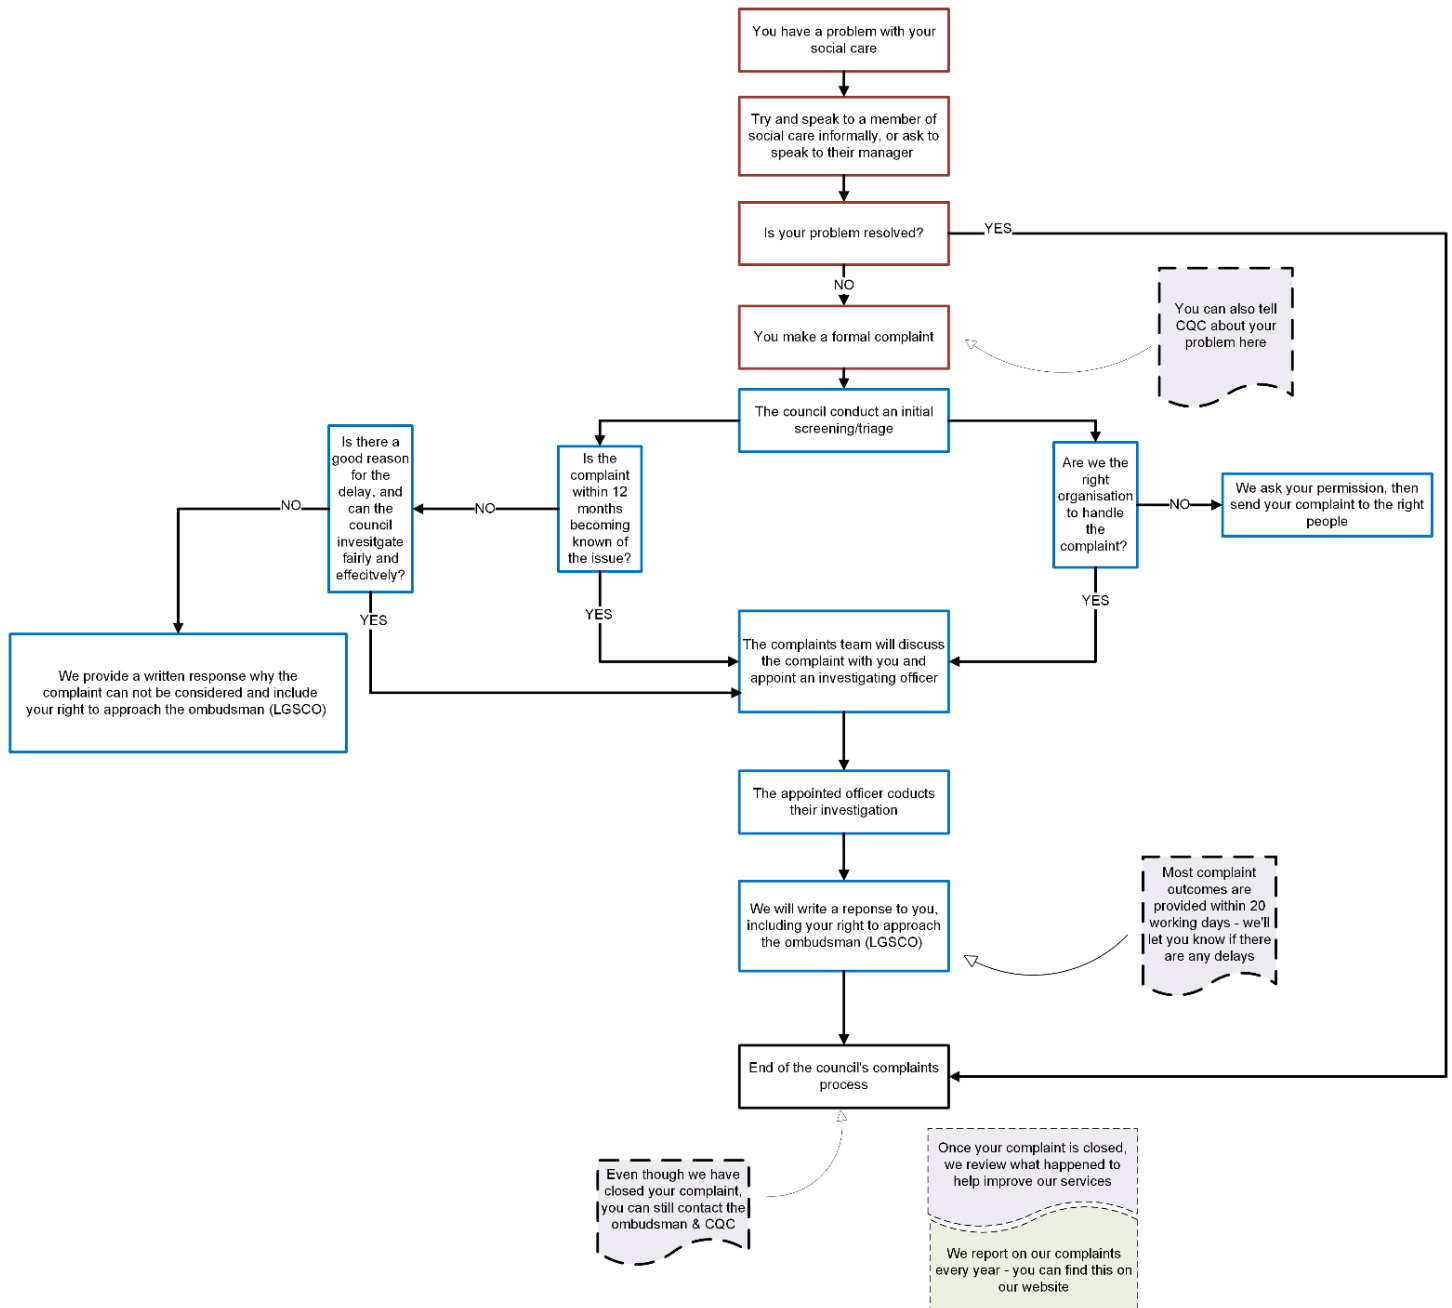 You have a problem with your
social care
Try and speak to a member of
social care informally, or ask to
speak to their manager
Is your problem resolved?
YES
NO
You make a formal complaint
You can also tell
CQC about your
problem here
The council conduct an initial
screening/triage
Is there a
good reason
for the
delay, and
can the
council
invesitgate
fairly and
effecitvely?
Is the
complaint
within 12
months
becoming
known of
the issue?
Are we the
right
organisation
to handle
the
complaint?
We ask your permission, then
send your complaint to the right
people
NO
NO
NO
YES
YES
YES
We provide a written response why the
complaint can not be considered and include
your right to approach the ombudsman (LGSCO)
The complaints team will discuss
the complaint with you and
appoint an investigating officer
The appointed officer coducts
their investigation
We will write a reponse to you,
including your right to approach
the ombudsman (LGSCO)
Most complaint
outcomes are
provided within 20
working days - we'll
let you know if there
are any delays
End of the council's complaints
process
Even though we have
closed your complaint,
you can still contact the
ombudsman & CQC
Once your complaint is closed,
we review what happened to
help improve our services
We report on our complaints
every year - you can find this on
our website